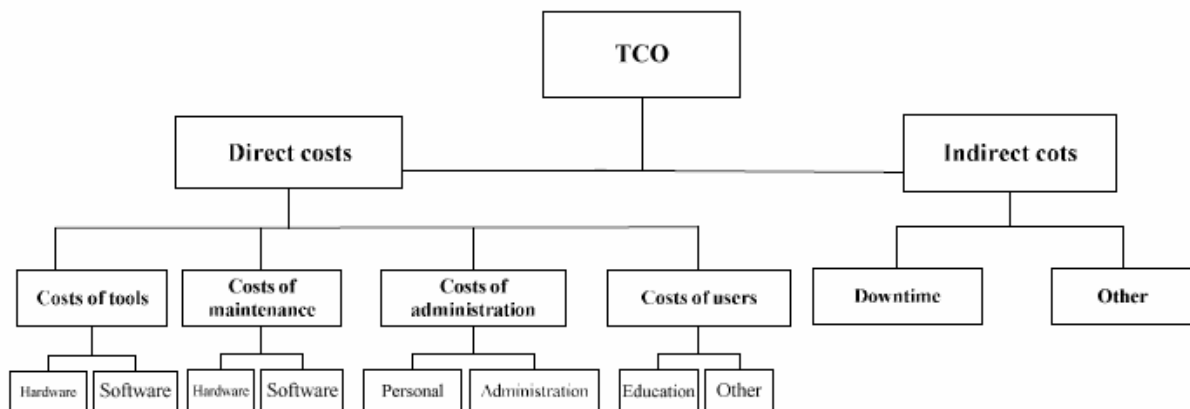 TCO
Direct costs
Indirect cots
Costs of tools
Costs of
maintenance
Costs of
administration
Costs of users
Downtime
Other
Hardware
Software
Hardware
Software
Personal
Administration
Education
Other